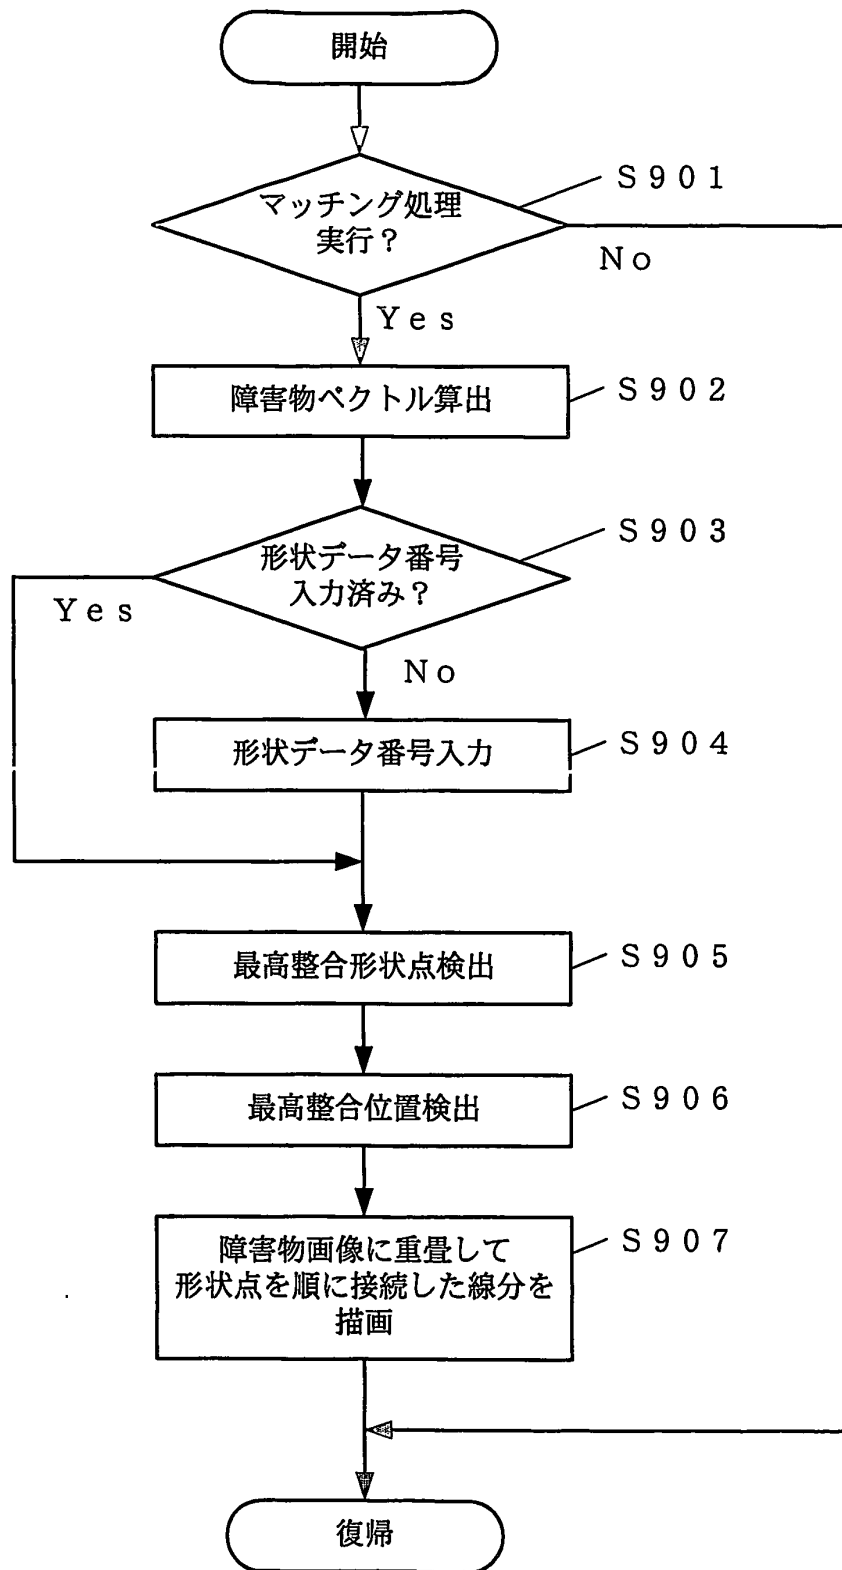 開始
マッチング処理
実行？
S901
No
Yes
障害物ベクトル算出
S902
形状データ番号
入力済み？
S903
Yes
No
形状データ番号入力
S904
最高整合形状点検出
S905
最高整合位置検出
S906
障害物画像に重畳して
形状点を順に接続した線分を
描画
S907
復帰